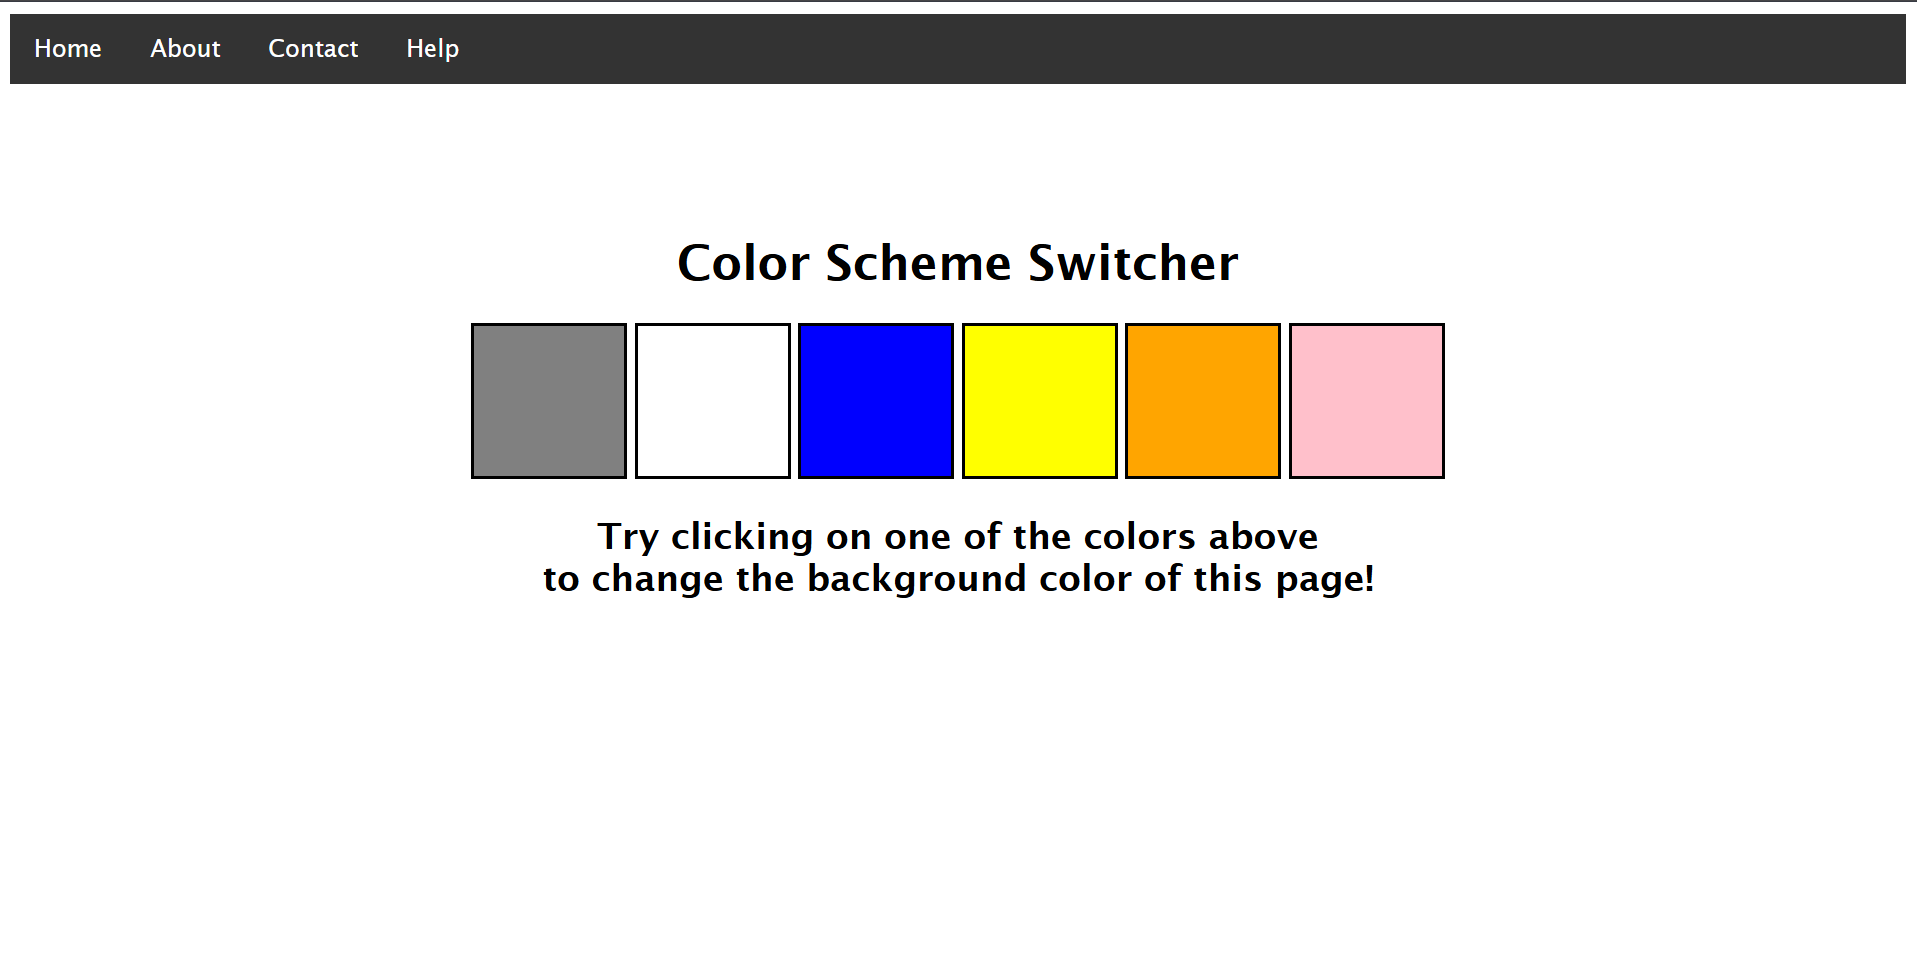 Home About Contact Help
Color Scheme Switcher
Try clicking on one of the colors above
to change the background color of this page!